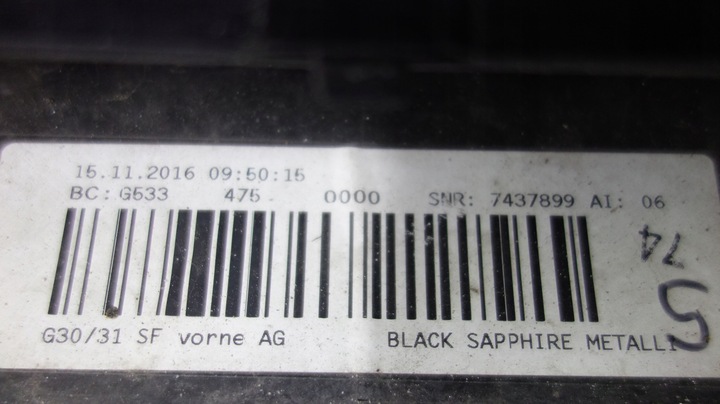 15.11.2016 09:50:15
BC: G533 475 0000 SNR: 7437899 AI: 06
G30/31 SF vorne AG BLACK SAPPHIRE METALLI
74
5